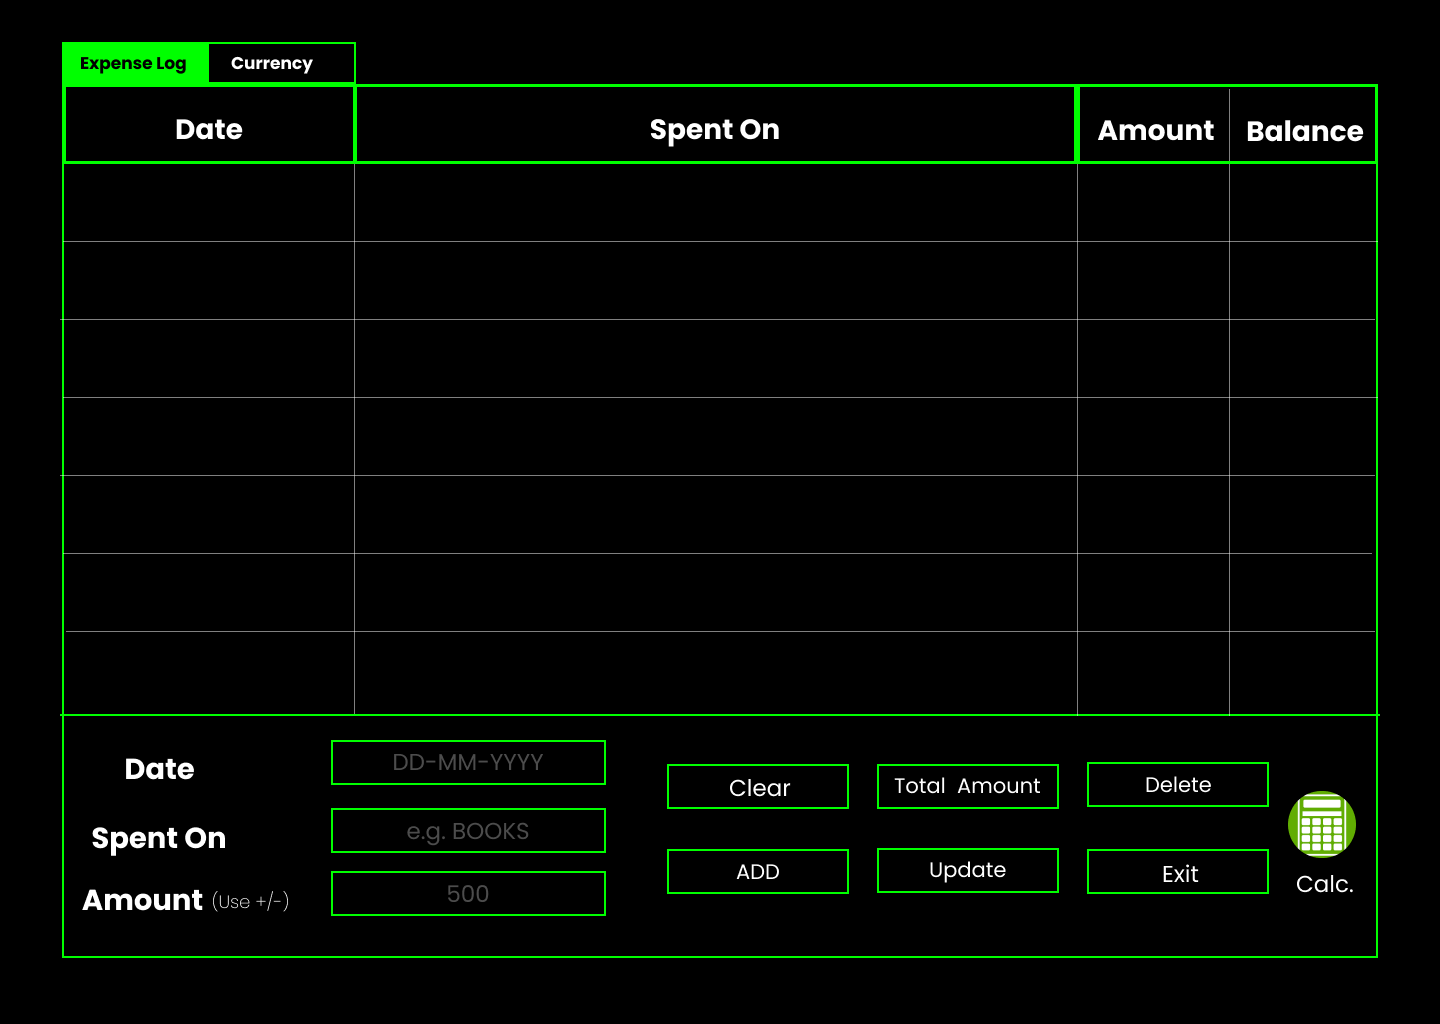 Expense Log Currency
Date Spent On Amount Balance
Date DD-MM-YYYY
Clear Total Amount Delete
Spent On e.g. BOOKS
ADD Update Exit
Calc.
Amount (Use +/-) 500